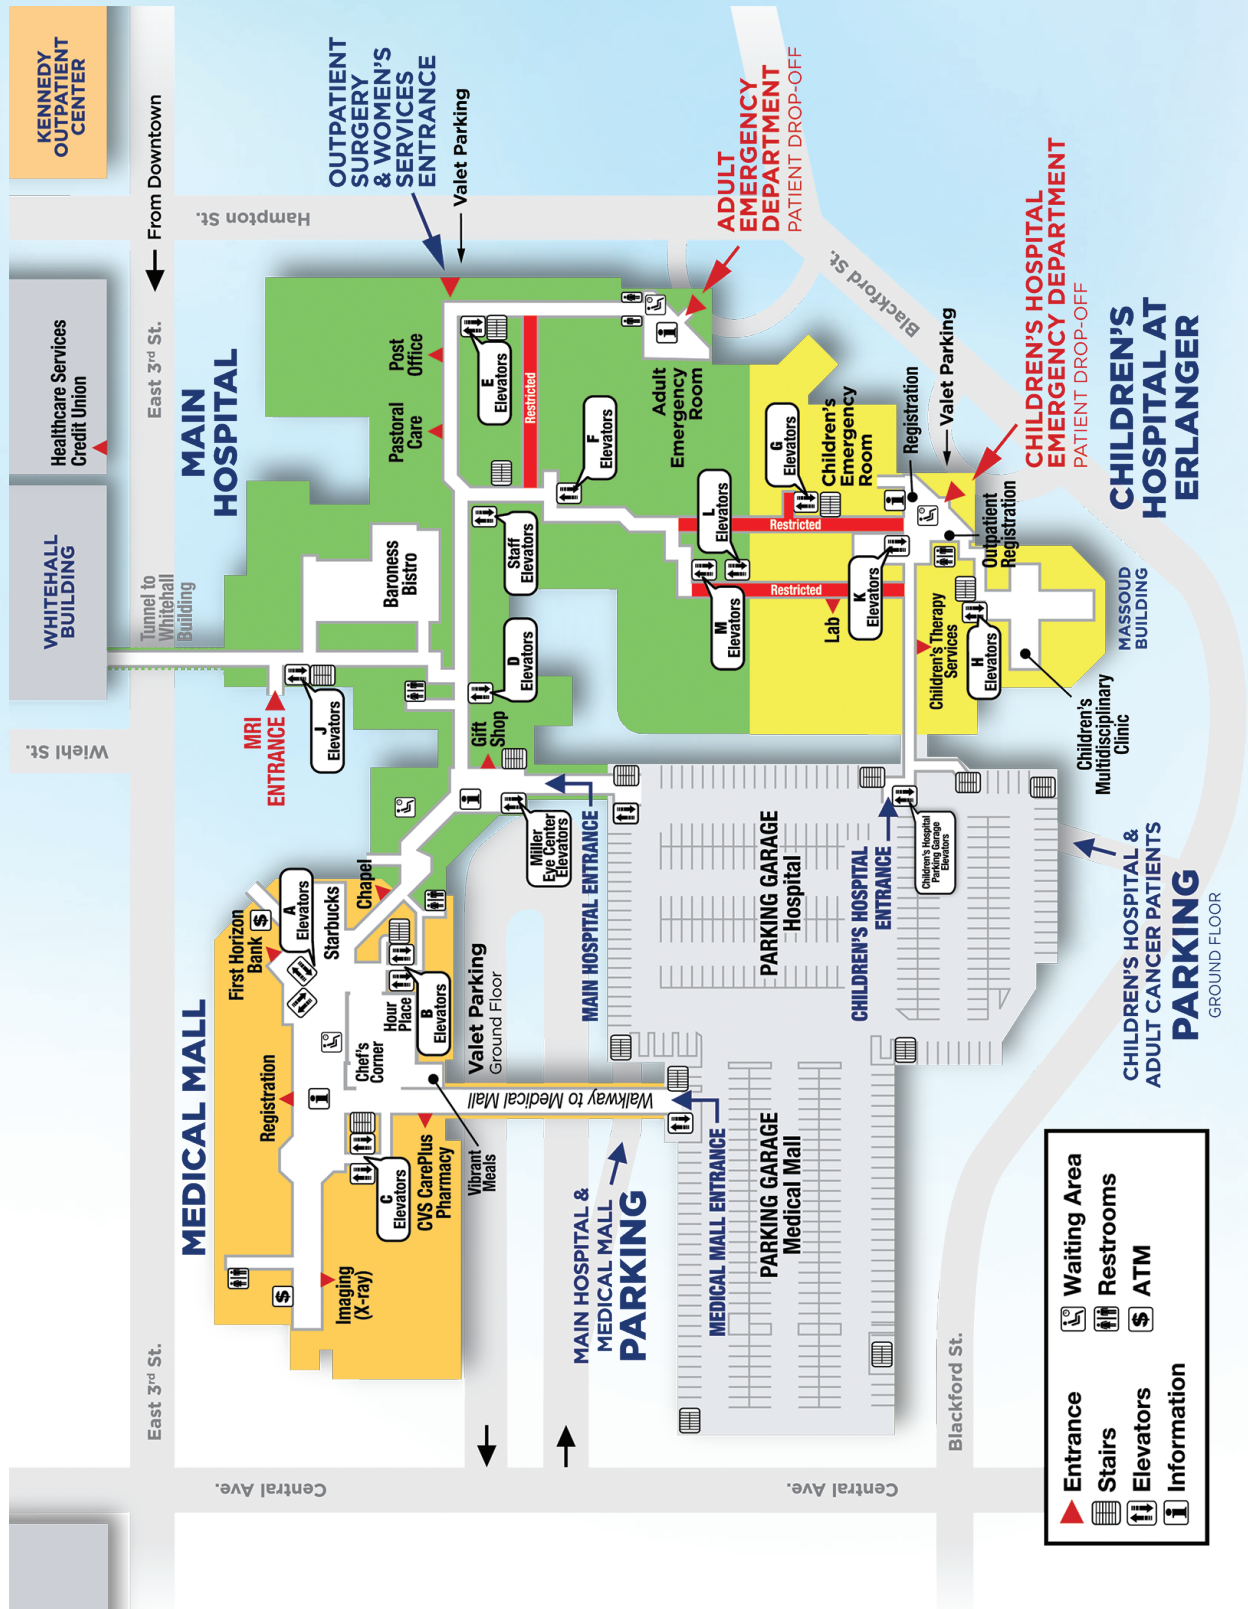 KENNEDY
OUTPATIENT
CENTER
From Downtown
East 3rd St.
Hampton St.
OUTPATIENT
SURGERY
& WOMEN'S
SERVICES
ENTRANCE
Valet Parking
ADULT
EMERGENCY
DEPARTMENT
PATIENT DROP-OFF
CHILDREN'S HOSPITAL
EMERGENCY DEPARTMENT
PATIENT DROP-OFF
Blackford St.
Valet Parking
CHILDREN'S
HOSPITAL AT
ERLANGER
Healthcare Services
Credit Union
WHITEHALL
BUILDING
Tunnel to
Whitehall
Building
Wiehl St.
MAIN
HOSPITAL
Post
Office
Pastoral
Care
E
Elevators
Restricted
F
Elevators
Adult
Emergency
Room
G
Elevators
Children's
Emergency
Room
Registration
Baroness
Bistro
Staff
Elevators
L
Elevators
Restricted
M
Elevators
Restricted
K
Elevators
Lab
Outpatient
Registration
MASSOUD
BUILDING
Children's Therapy
Services
H
Elevators
Children's
Multidisciplinary
Clinic
MRI
ENTRANCE
J
Elevators
D
Elevators
Gift
Shop
Miller
Eye Center
Elevators
MAIN HOSPITAL ENTRANCE
PARKING GARAGE
Hospital
CHILDREN'S HOSPITAL
ENTRANCE
Children's Hospital
Parking Garage
Elevators
CHILDREN'S HOSPITAL &
ADULT CANCER PATIENTS
PARKING
GROUND FLOOR
MEDICAL MALL
First Horizon
Bank
$
A
Elevators
Starbucks
Chapel
Hour
Place
B
Elevators
Chef's
Corner
Registration
Valet Parking
Ground Floor
Walkway to Medical Mall
Vibrant
Meals
CVS CarePlus
Pharmacy
C
Elevators
Imaging
(X-ray)
$
MAIN HOSPITAL &
MEDICAL MALL
PARKING
MEDICAL MALL ENTRANCE
PARKING GARAGE
Medical Mall
East 3rd St.
Central Ave.
Central Ave.
Blackford St.
Entrance
Stairs
Elevators
i Information
Waiting Area
Restrooms
$ ATM